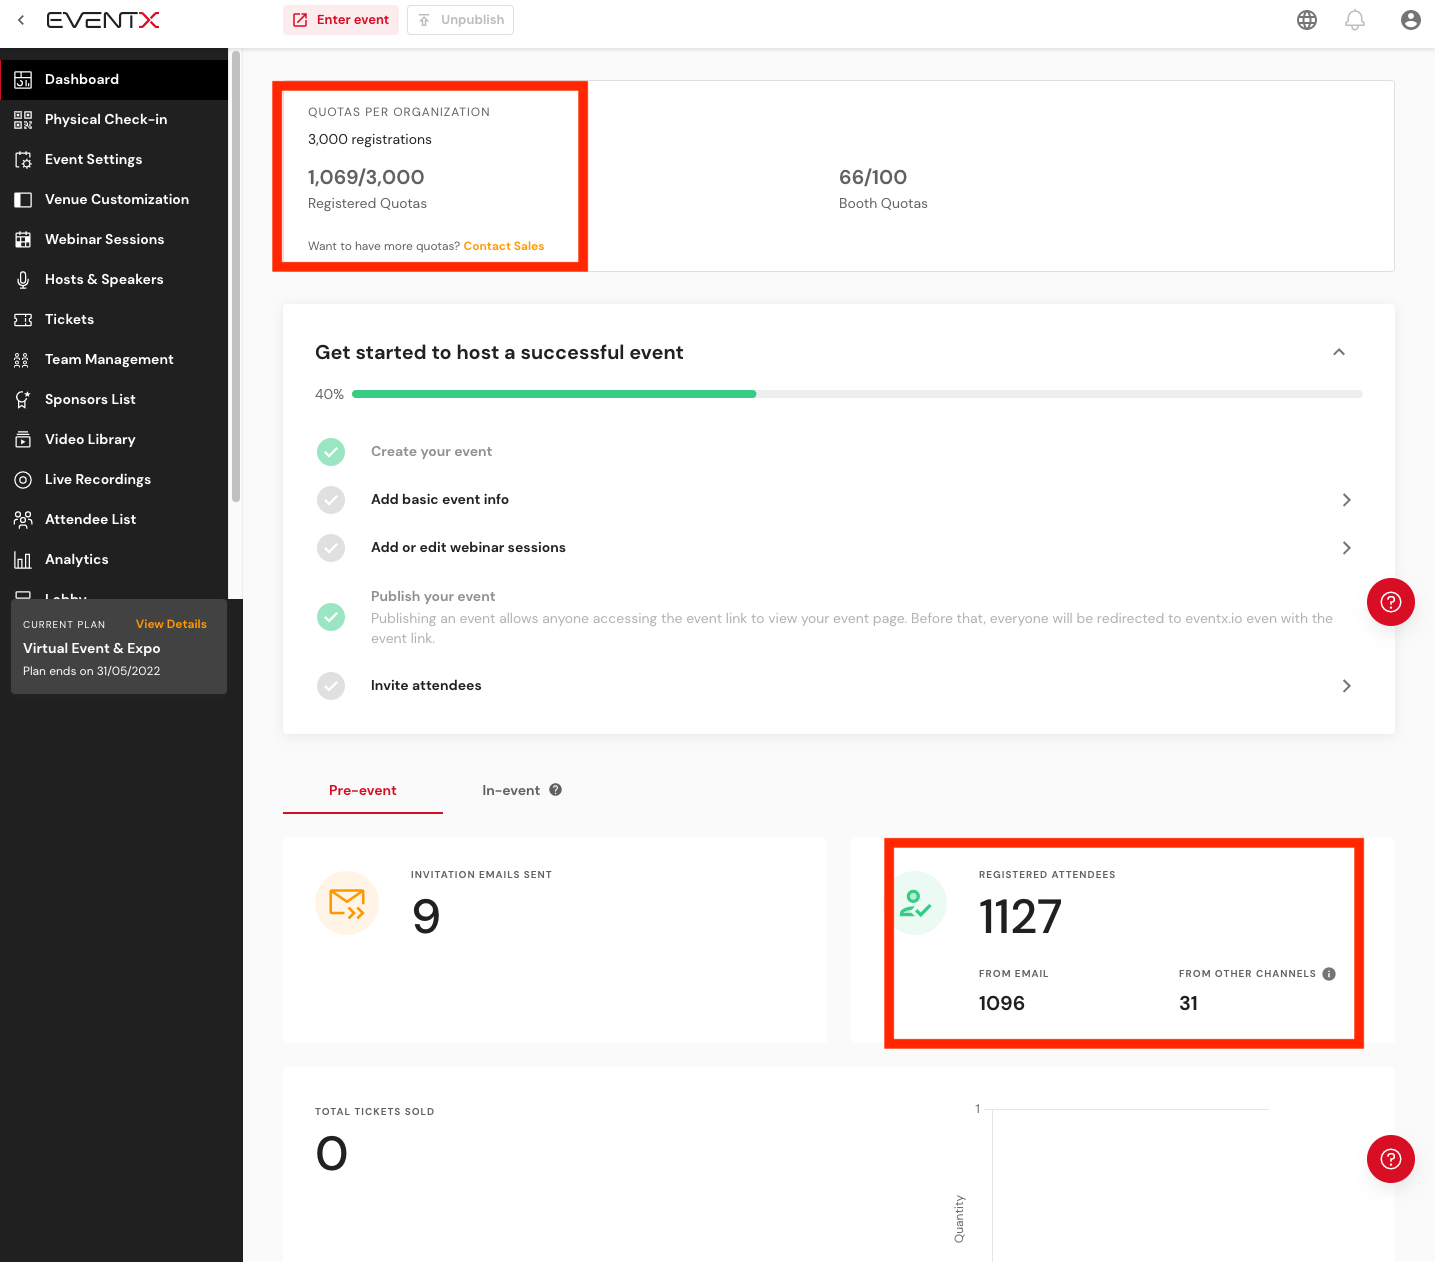 EVENTX
Enter event
Unpublish
Dashboard
Physical Check-in
Event Settings
Venue Customization
Webinar Sessions
Hosts & Speakers
Tickets
Team Management
Sponsors List
Video Library
Live Recordings
Attendee List
Analytics
Lobby
CURRENT PLAN View Details
Virtual Event & Expo
Plan ends on 31/05/2022
QUOTAS PER ORGANIZATION
3,000 registrations
1,069/3,000
Registered Quotas
Want to have more quotas? Contact Sales
66/100
Booth Quotas
Get started to host a successful event
40%
Create your event
Add basic event info
Add or edit webinar sessions
Publish your event
Publishing an event allows anyone accessing the event link to view your event page. Before that, everyone will be redirected to eventx.io even with the
event link.
Invite attendees
Pre-event
In-event
INVITATION EMAILS SENT
9
REGISTERED ATTENDEES
1127
FROM EMAIL
1096
FROM OTHER CHANNELS
31
TOTAL TICKETS SOLD
0
1
Quantity